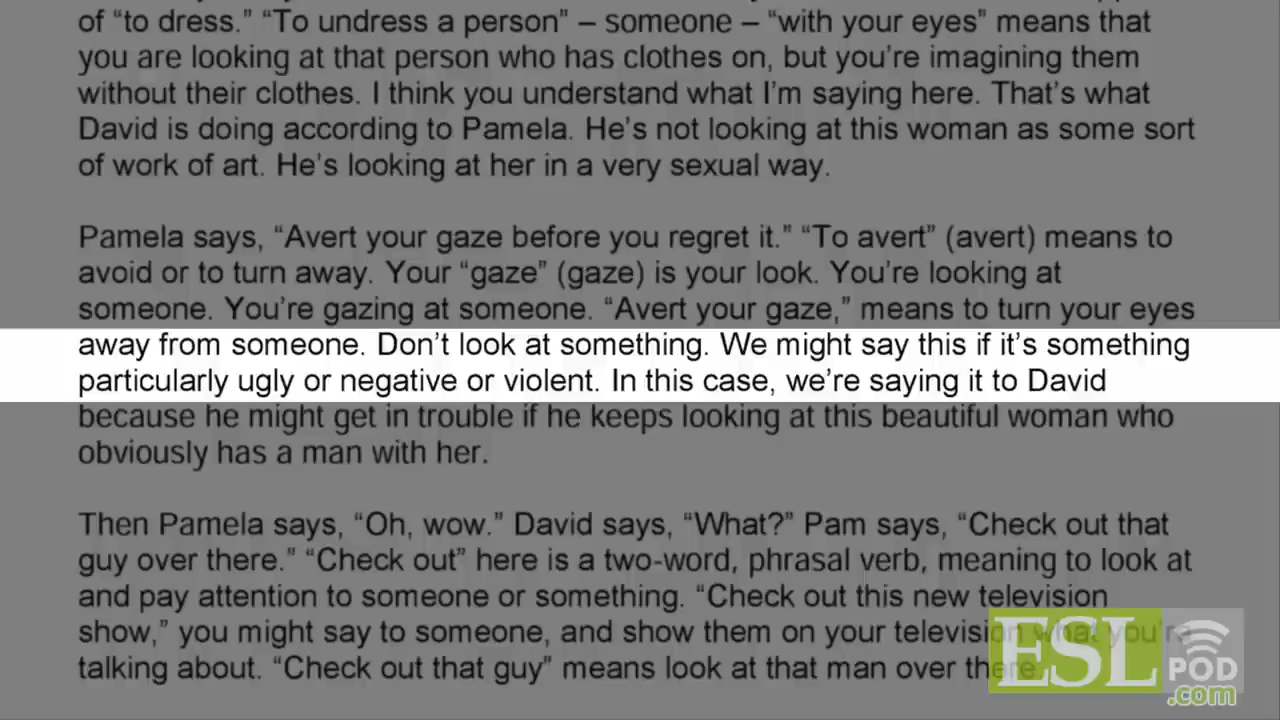 of “to dress.” “To undress a person” – someone – “with your eyes” means that
you are looking at that person who has clothes on, but you’re imagining them
without their clothes. I think you understand what I’m saying here. That’s what
David is doing according to Pamela. He’s not looking at this woman as some sort
of work of art. He’s looking at her in a very sexual way.
Pamela says, “Avert your gaze before you regret it.” “To avert” (avert) means to
avoid or to turn away. Your “gaze” (gaze) is your look. You’re looking at
someone. You’re gazing at someone. “Avert your gaze,” means to turn your eyes
away from someone. Don’t look at something. We might say this if it’s something
particularly ugly or negative or violent. In this case, we’re saying it to David
because he might get in trouble if he keeps looking at this beautiful woman who
obviously has a man with her.
Then Pamela says, “Oh, wow.” David says, “What?” Pam says, “Check out that
guy over there.” “Check out” here is a two-word, phrasal verb, meaning to look at
and pay attention to someone or something. “Check out this new television
show,” you might say to someone, and show them on your television what you’re
talking about. “Check out that guy” means look at that man over there.
ESL POD .com